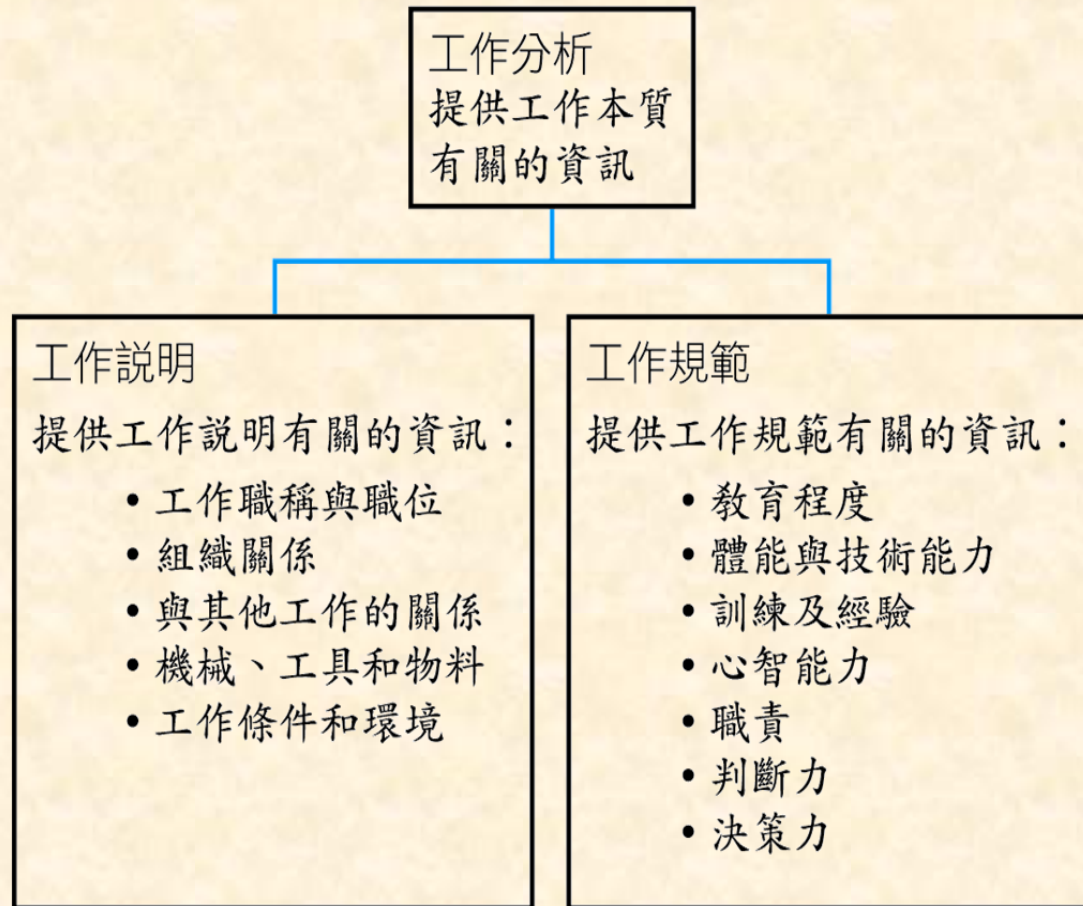 工作分析
提供工作本質
有關的資訊
工作説明
提供工作説明有關的資訊：
• 工作職稱與職位
• 組織關係
• 與其他工作的關係
• 機械、工具和物料
• 工作條件和環境
工作規範
提供工作規範有關的資訊：
• 教育程度
• 體能與技術能力
• 訓練及經驗
• 心智能力
• 職責
• 判斷力
• 決策力